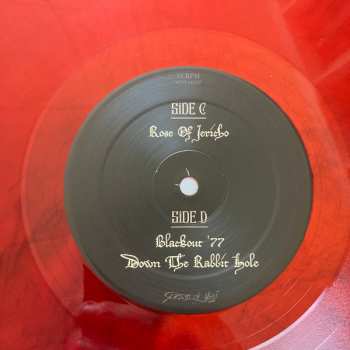 SIDE C
Rose Of Jericho
SIDE D
Blackout '77
Down The Rabbit Hole